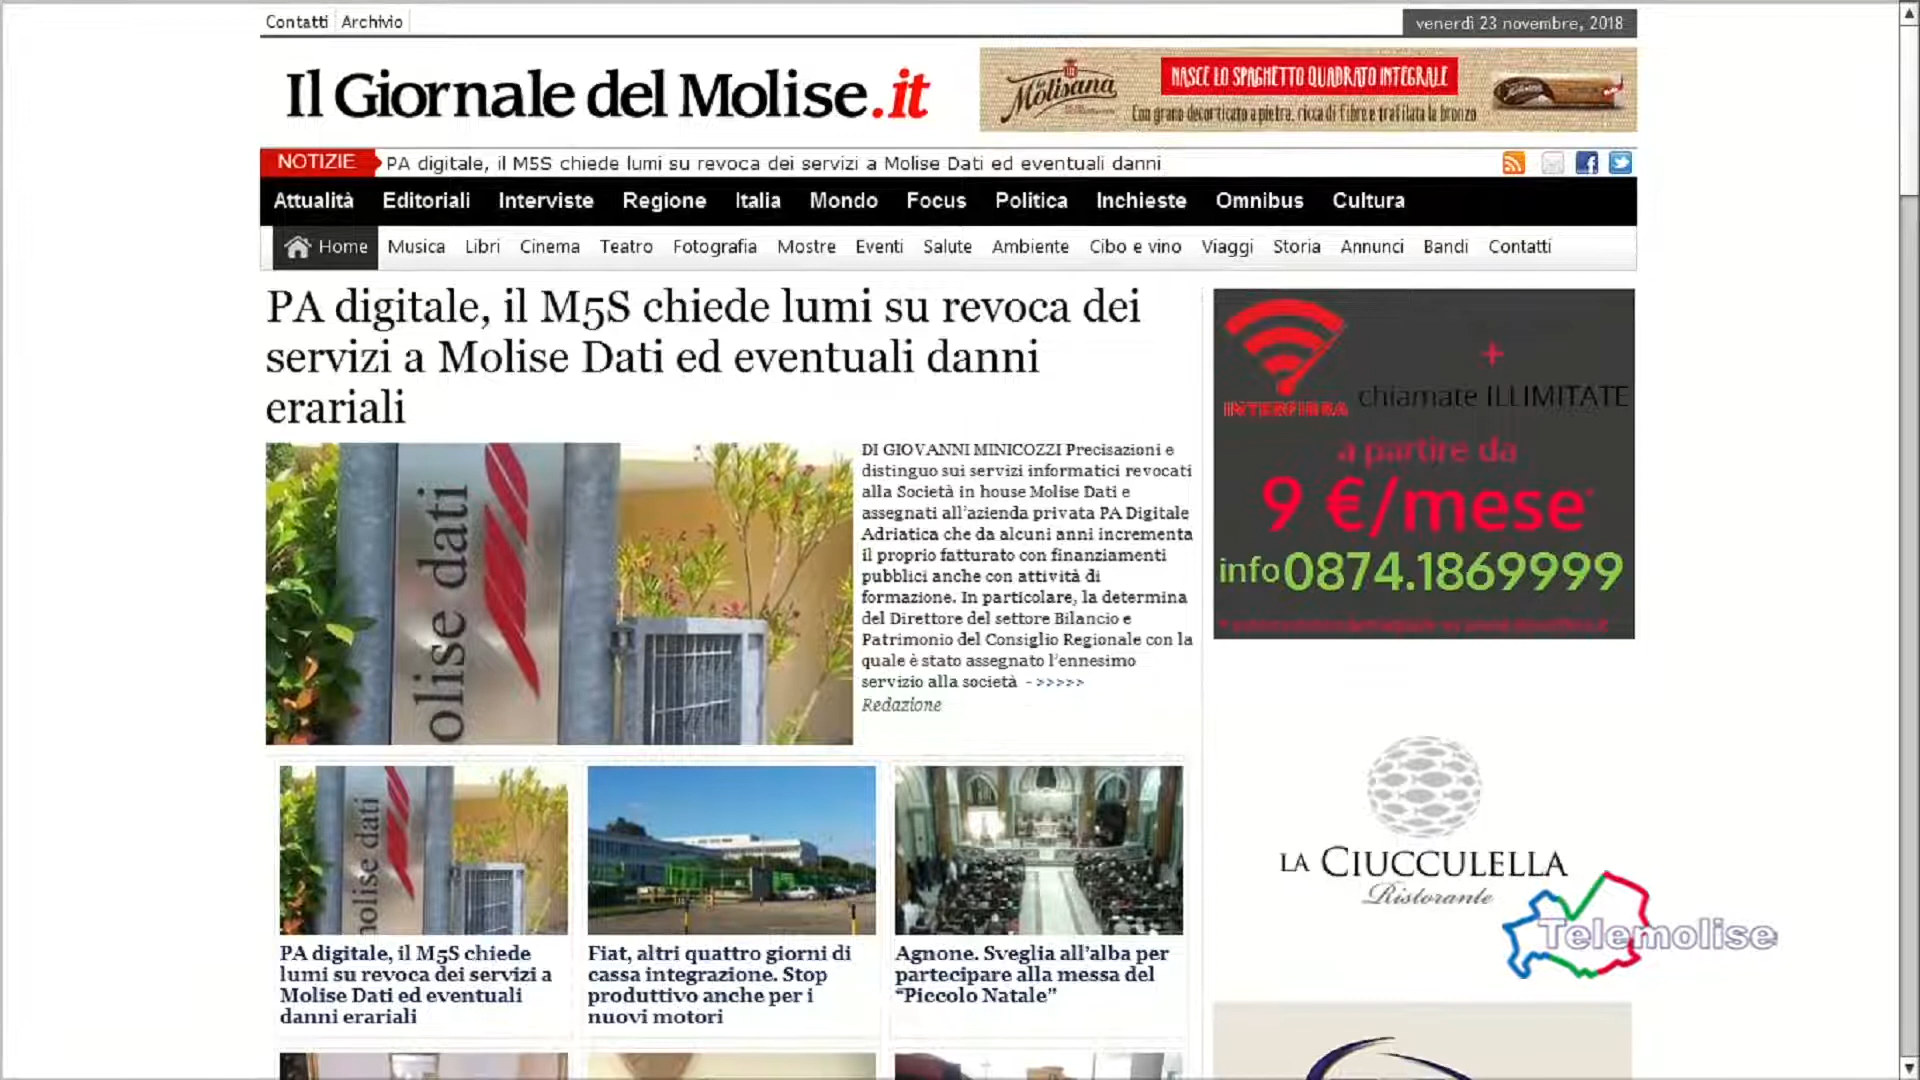 Contatti Archivio
venerdì 23 novembre, 2018
Il Giornale del Molise.it
La Molisana
NASCE LO SPAGHETTO QUADRATO INTEGRALE
Con grano decorticato a pietra, ricca di fibre e trafilata la bronzo
NOTIZIE
PA digitale, il M5S chiede lumi su revoca dei servizi a Molise Dati ed eventuali danni
Attualità Editoriali Interviste Regione Italia Mondo Focus Politica Inchieste Omnibus Cultura
Home Musica Libri Cinema Teatro Fotografia Mostre Eventi Salute Ambiente Cibo e vino Viaggi Storia Annunci Bandi Contatti
PA digitale, il M5S chiede lumi su revoca dei
servizi a Molise Dati ed eventuali danni
erariali
olise dati
DI GIOVANNI MINICOZZI Precisazioni e
distinguo sui servizi informatici revocati
alla Società in house Molise Dati e
assegnati all'azienda privata PA Digitale
Adriatica che da alcuni anni incrementa
il proprio fatturato con finanziamenti
pubblici anche con attività di
formazione. In particolare, la determina
del Direttore del settore Bilancio e
Patrimonio del Consiglio Regionale con la
quale è stato assegnato l'ennesimo
servizio alla società - >>>>>
Redazione
INTERFIBRA
+
chiamate ILLIMITATE
a partire da
9 €/mese*
info0874.1869999
LA CIUCCULELLA
Ristorante
Telemolise
molise dati
PA digitale, il M5S chiede
lumi su revoca dei servizi a
Molise Dati ed eventuali
danni erariali
Fiat, altri quattro giorni di
cassa integrazione. Stop
produttivo anche per i
nuovi motori
Agnone. Sveglia all'alba per
partecipare alla messa del
“Piccolo Natale”